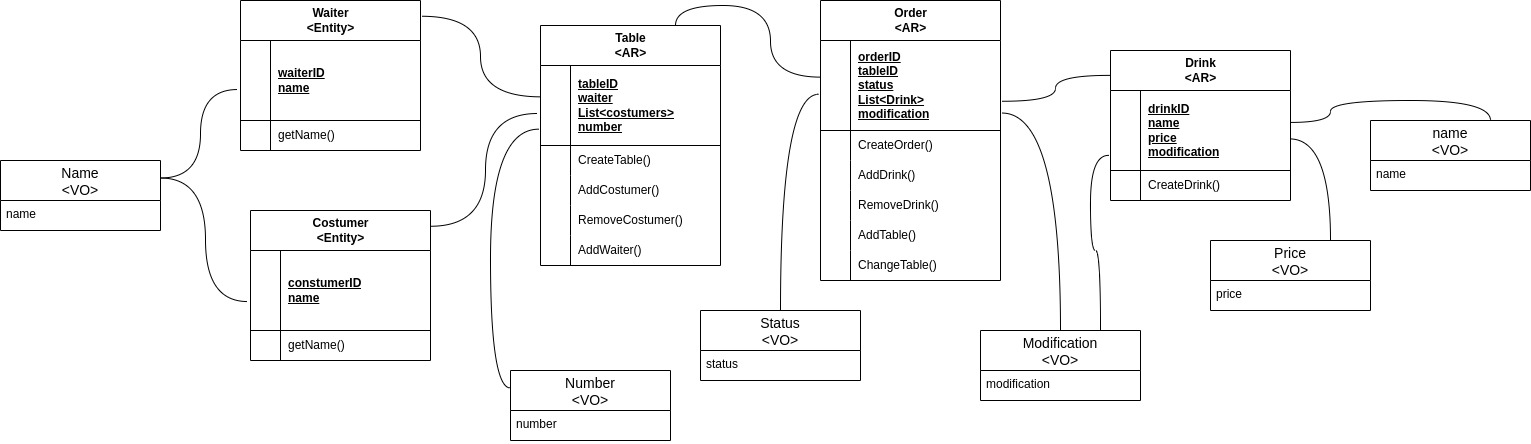 Waiter
<Entity>
waiterID
name
getName()
Name
<VO>
name
Costumer
<Entity>
constumerID
name
getName()
Table
<AR>
tableID
waiter
List<costumers>
number
CreateTable()
AddCostumer()
RemoveCostumer()
AddWaiter()
Number
<VO>
number
Order
<AR>
orderID
tableID
status
List<Drink>
modification
CreateOrder()
AddDrink()
RemoveDrink()
AddTable()
ChangeTable()
Status
<VO>
status
Drink
<AR>
drinkID
name
price
modification
CreateDrink()
Modification
<VO>
modification
name
<VO>
name
Price
<VO>
price